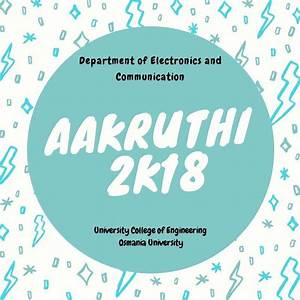 Department of Electronics and
Communication
AAKRUTHI
2K18
University College of Engineering
Osmania University